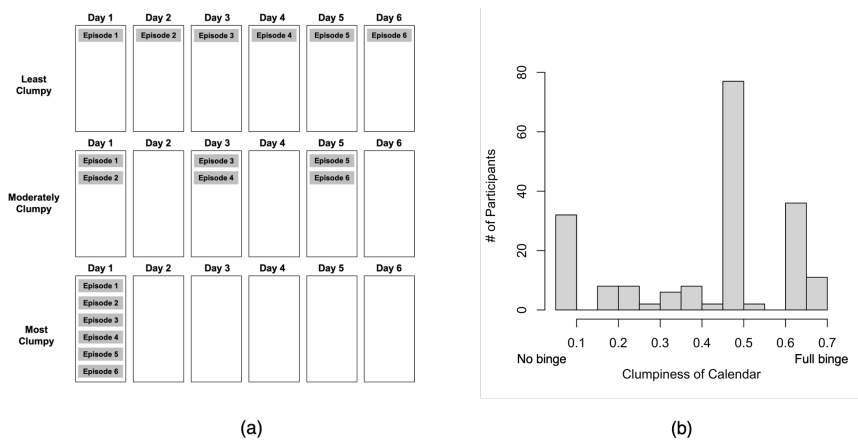 Day 1 Day 2 Day 3 Day 4 Day 5 Day 6
Episode 1 Episode 2 Episode 3 Episode 4 Episode 5 Episode 6
Least
Clumpy
Day 1 Day 2 Day 3 Day 4 Day 5 Day 6
Episode 1 Episode 3 Episode 5
Episode 2 Episode 4 Episode 6
Moderately
Clumpy
Day 1 Day 2 Day 3 Day 4 Day 5 Day 6
Episode 1
Episode 2
Episode 3
Episode 4
Episode 5
Episode 6
Most
Clumpy
(a)
# of Participants
80
60
40
20
0
0.1 0.2 0.3 0.4 0.5 0.6 0.7
No binge Full binge
Clumpiness of Calendar
(b)